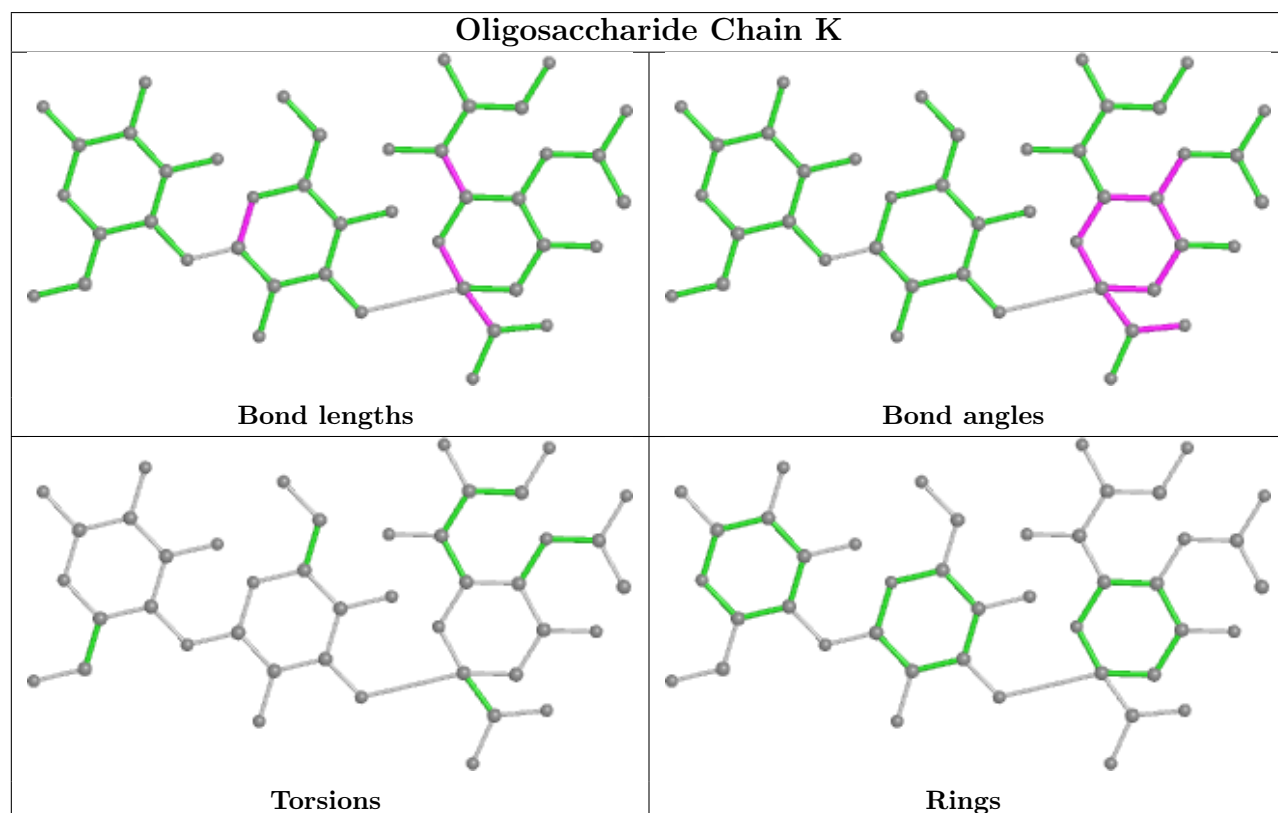 Oligosaccharide Chain K
Bond lengths
Bond angles
Torsions
Rings